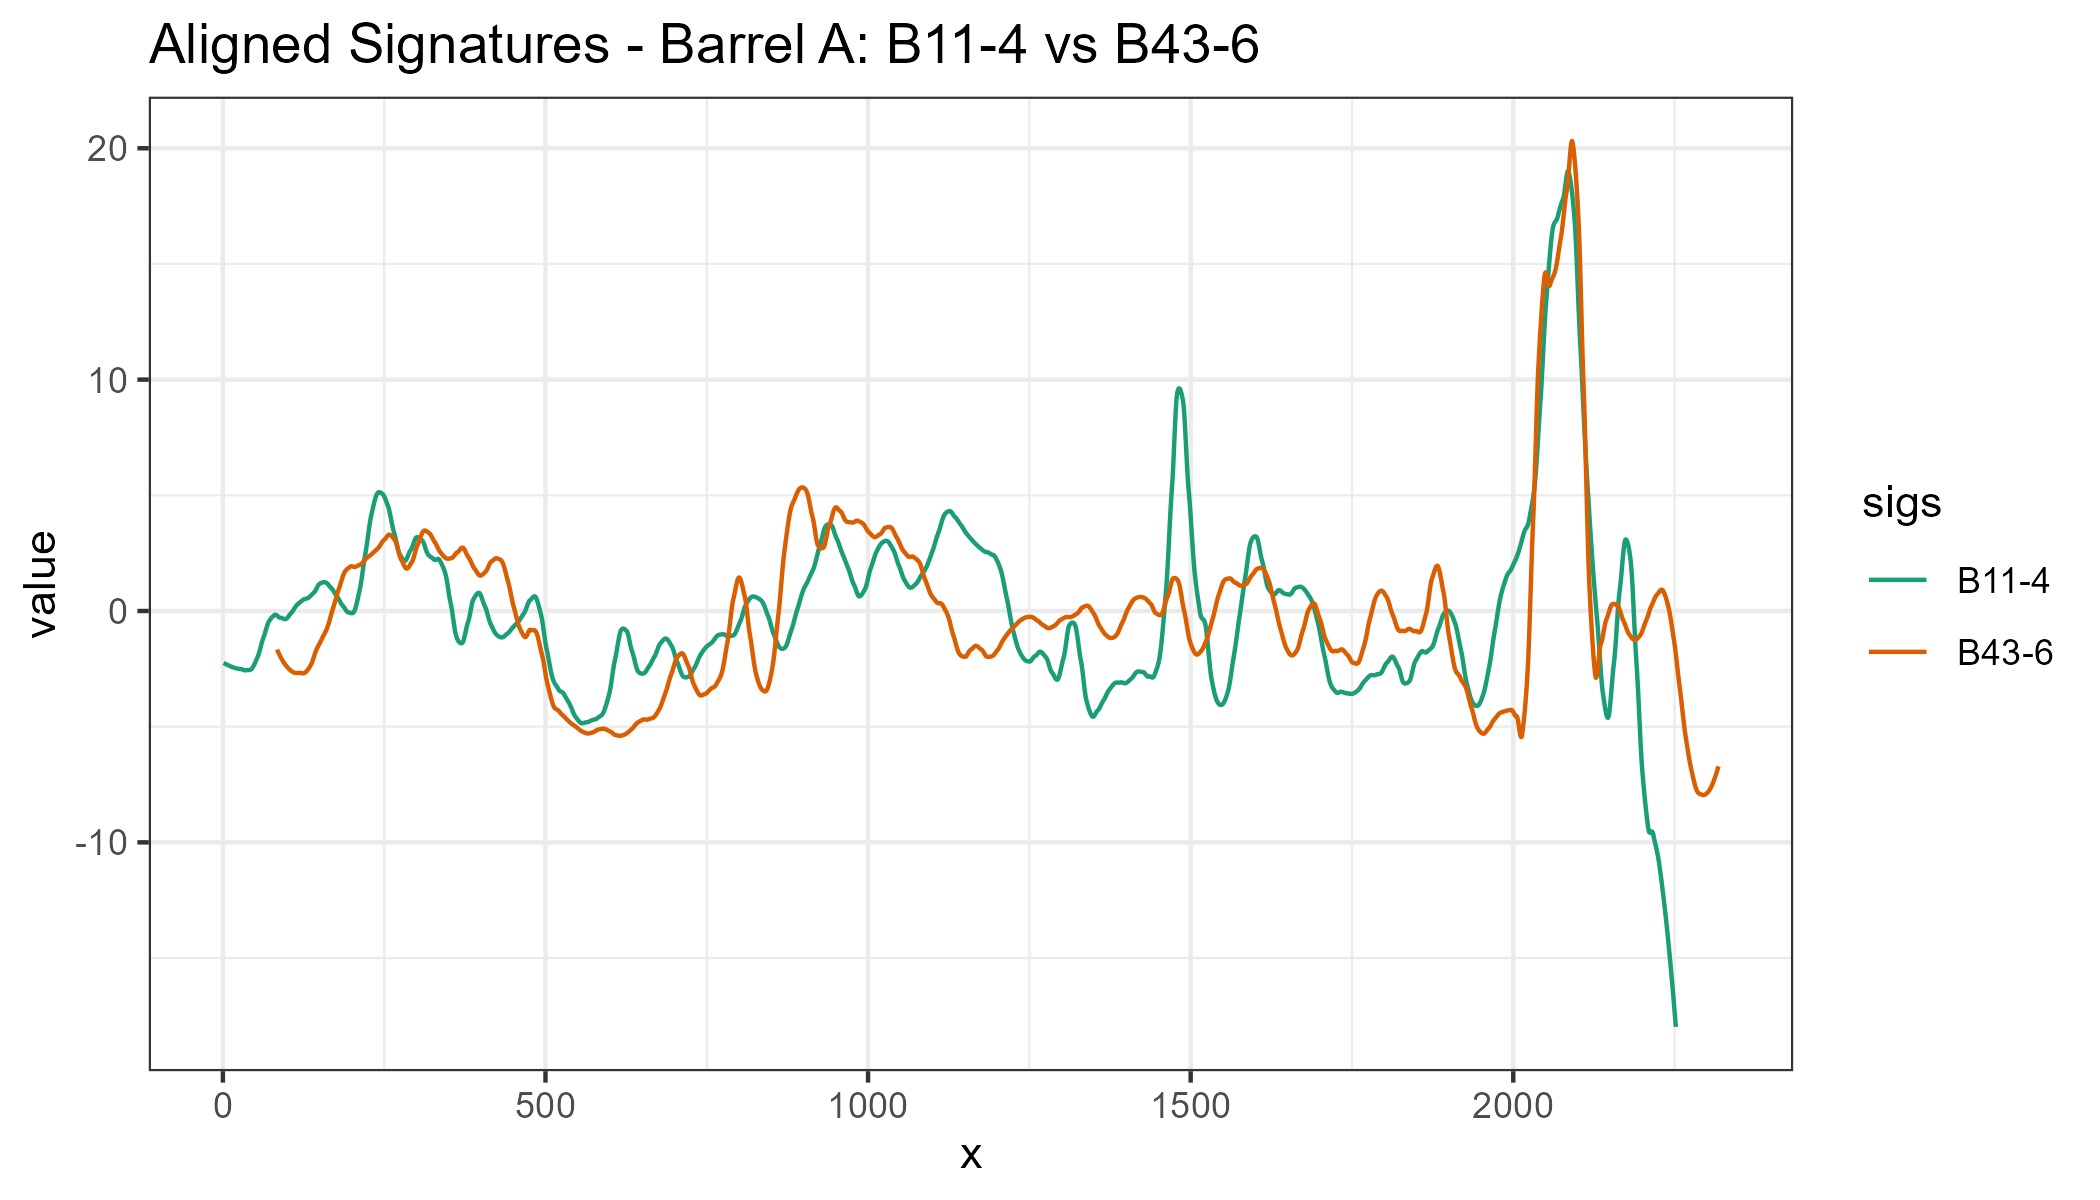 Aligned Signatures - Barrel A: B11-4 vs B43-6
20
10
0
-10
value
0 500 1000 1500 2000
x
sigs
B11-4
B43-6